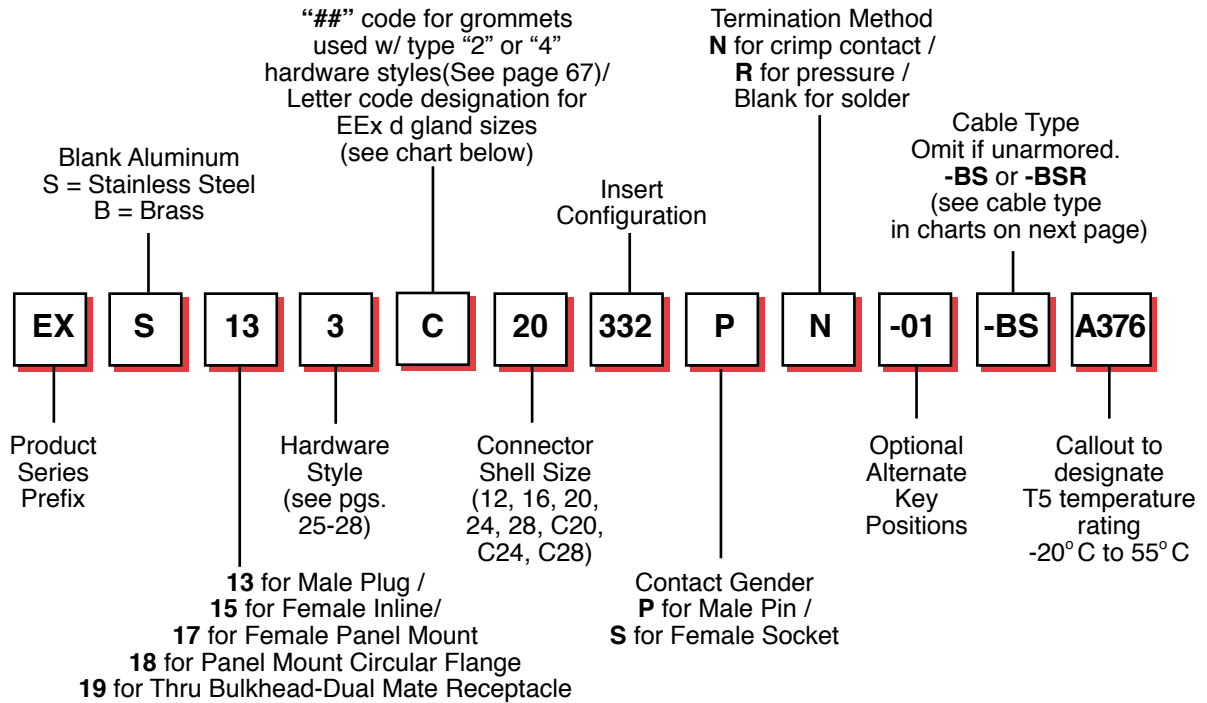 “##” code for grommets
used w/ type “2” or “4”
hardware styles(See page 67)/
Letter code designation for
EEx d gland sizes
(see chart below)
Termination Method
N for crimp contact /
R for pressure /
Blank for solder
Blank Aluminum
S = Stainless Steel
B = Brass
Insert
Configuration
Cable Type
Omit if unarmored.
-BS or -BSR
(see cable type
in charts on next page)
EX S 13 3 C 20 332 P N -01 -BS A376
Product
Series
Prefix
Hardware
Style
(see pgs.
25-28)
Connector
Shell Size
(12, 16, 20,
24, 28, C20,
C24, C28)
Optional
Alternate
Key
Positions
Callout to
designate
T5 temperature
rating
-20° C to 55° C
13 for Male Plug /
15 for Female Inline/
17 for Female Panel Mount
18 for Panel Mount Circular Flange
19 for Thru Bulkhead-Dual Mate Receptacle
Contact Gender
P for Male Pin /
S for Female Socket